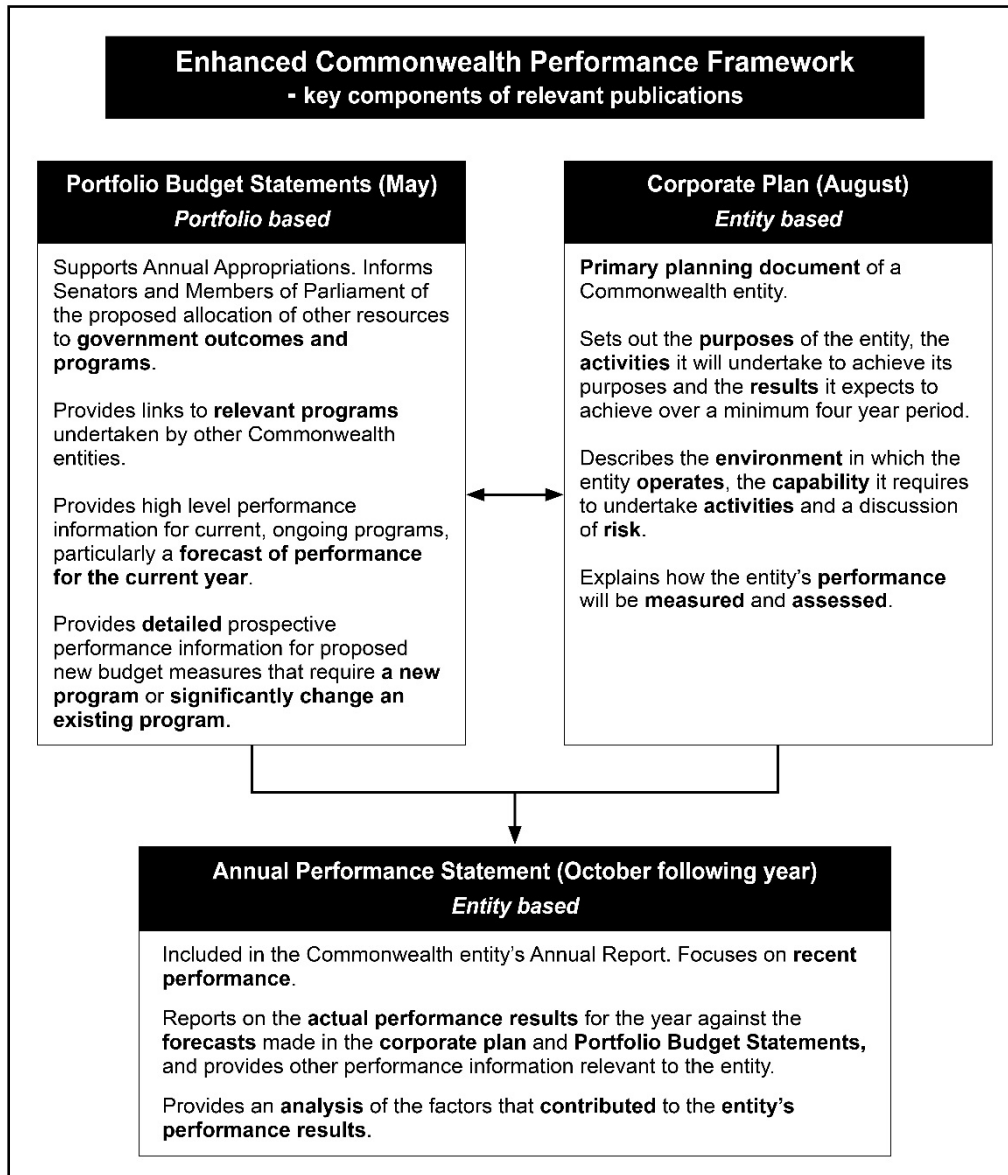 Enhanced Commonwealth Performance Framework
- key components of relevant publications
Portfolio Budget Statements (May)
Portfolio based
Supports Annual Appropriations. Informs
Senators and Members of Parliament of
the proposed allocation of other resources
to government outcomes and
programs.
Provides links to relevant programs
undertaken by other Commonwealth
entities.
Provides high level performance
information for current, ongoing programs,
particularly a forecast of performance
for the current year.
Provides detailed prospective
performance information for proposed
new budget measures that require a new
program or significantly change an
existing program.
Corporate Plan (August)
Entity based
Primary planning document of a
Commonwealth entity.
Sets out the purposes of the entity, the
activities it will undertake to achieve its
purposes and the results it expects to
achieve over a minimum four year period.
Describes the environment in which the
entity operates, the capability it requires
to undertake activities and a discussion
of risk.
Explains how the entity’s performance
will be measured and assessed.
Annual Performance Statement (October following year)
Entity based
Included in the Commonwealth entity’s Annual Report. Focuses on recent
performance.
Reports on the actual performance results for the year against the
forecasts made in the corporate plan and Portfolio Budget Statements,
and provides other performance information relevant to the entity.
Provides an analysis of the factors that contributed to the entity’s
performance results.